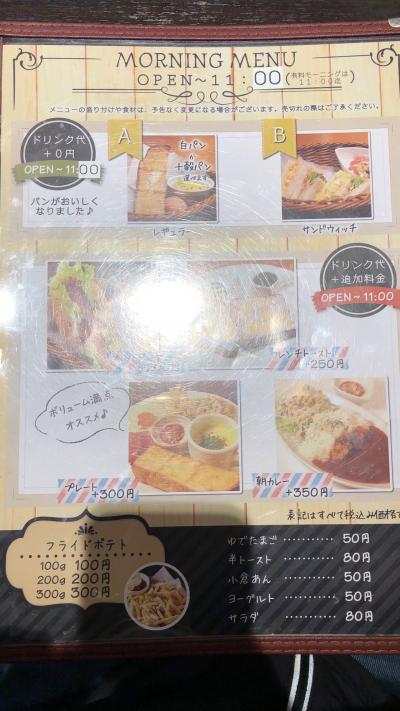 MORNING MENU
OPEN～11:00(有料モーニングは11:00迄)
メニューの盛り付けや食材は、予告なく変更になる場合がございます。売切れの際はご了承ください。
ドリンク代
＋0円
OPEN～11:00
パンがおいしく
なりました♪
A
白パン
か
十穀パン
選べます
レギュラー
B
サンドウィッチ
ドリンク代
＋追加料金
OPEN～11:00
フレンチトースト
+250円
ボリューム満点
オススメ♪
プレート
+300円
朝カレー
+350円
表記はすべて税込み価格
フライドポテト
100g 100円
200g 200円
300g 300円
ゆでたまご ………… 50円
半トースト ………… 80円
小倉あん ………… 50円
ヨーグルト ………… 50円
サラダ ………… 80円